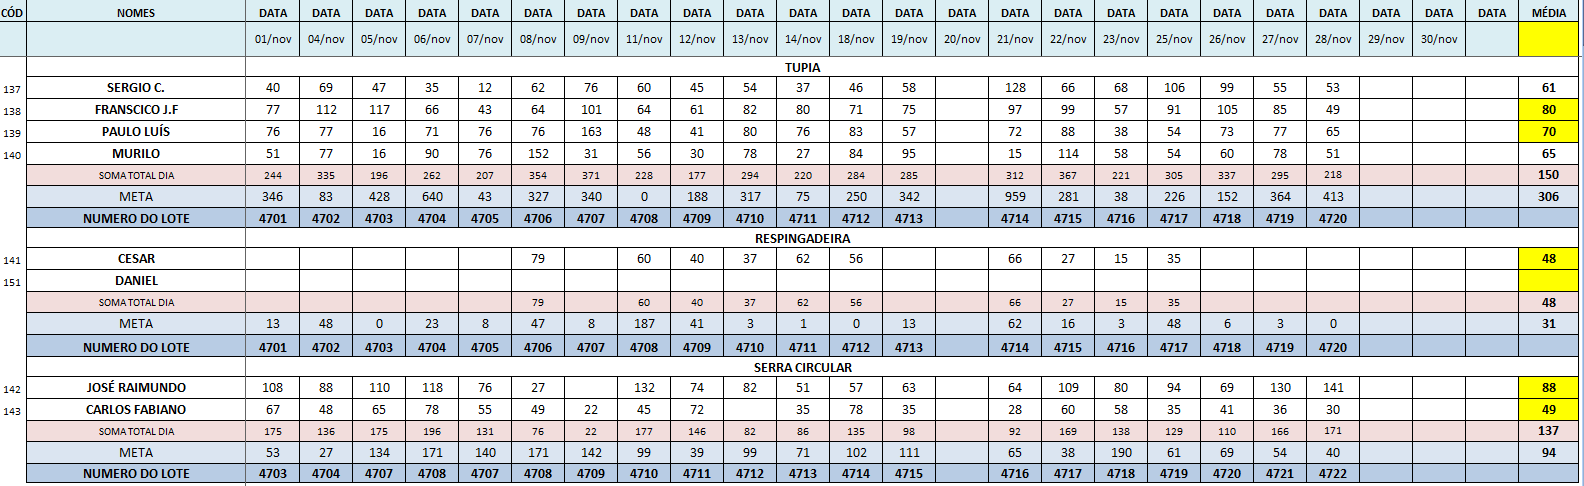 CÓD NOMES DATA DATA DATA DATA DATA DATA DATA DATA DATA DATA DATA DATA DATA DATA DATA DATA DATA DATA DATA DATA DATA DATA DATA DATA MÉDIA
01/nov 04/nov 05/nov 06/nov 07/nov 08/nov 09/nov 11/nov 12/nov 13/nov 14/nov 18/nov 19/nov 20/nov 21/nov 22/nov 23/nov 25/nov 26/nov 27/nov 28/nov 29/nov 30/nov
TUPIA
137 SERGIO C. 40 69 47 35 12 62 76 60 45 54 37 46 58 128 66 68 106 99 55 53 61
138 FRANSCICO J.F 77 112 117 66 43 64 101 64 61 82 80 71 75 97 99 57 91 105 85 49 80
139 PAULO LUÍS 76 77 16 71 76 76 163 48 41 80 76 83 57 72 88 38 54 73 77 65 70
140 MURILO 51 77 16 90 76 152 31 56 30 78 27 84 95 15 114 58 54 60 78 51 65
SOMA TOTAL DIA 244 335 196 262 207 354 371 228 177 294 220 284 285 312 367 221 305 337 295 218 150
META 346 83 428 640 43 327 340 0 188 317 75 250 342 959 281 38 226 152 364 413 306
NUMERO DO LOTE 4701 4702 4703 4704 4705 4706 4707 4708 4709 4710 4711 4712 4713 4714 4715 4716 4717 4718 4719 4720
RESPINGADEIRA
141 CESAR 79 60 40 37 62 56 66 27 15 35 48
151 DANIEL
SOMA TOTAL DIA 79 60 40 37 62 56 66 27 15 35 48
META 13 48 0 23 8 47 8 187 41 3 1 0 13 62 16 3 48 6 3 0 31
NUMERO DO LOTE 4701 4702 4703 4704 4705 4706 4707 4708 4709 4710 4711 4712 4713 4714 4715 4716 4717 4718 4719 4720
SERRA CIRCULAR
142 JOSÉ RAIMUNDO 108 88 110 118 76 27 132 74 82 51 57 63 64 109 80 94 69 130 141 88
143 CARLOS FABIANO 67 48 65 78 55 49 22 45 72 35 78 35 28 60 58 35 41 36 30 49
SOMA TOTAL DIA 175 136 175 196 131 76 22 177 146 82 86 135 98 92 169 138 129 110 166 171 137
META 53 27 134 171 140 171 142 99 39 99 71 102 111 65 38 190 61 69 54 40 94
NUMERO DO LOTE 4703 4704 4707 4708 4707 4708 4709 4710 4711 4712 4713 4714 4715 4716 4717 4718 4719 4720 4721 4722